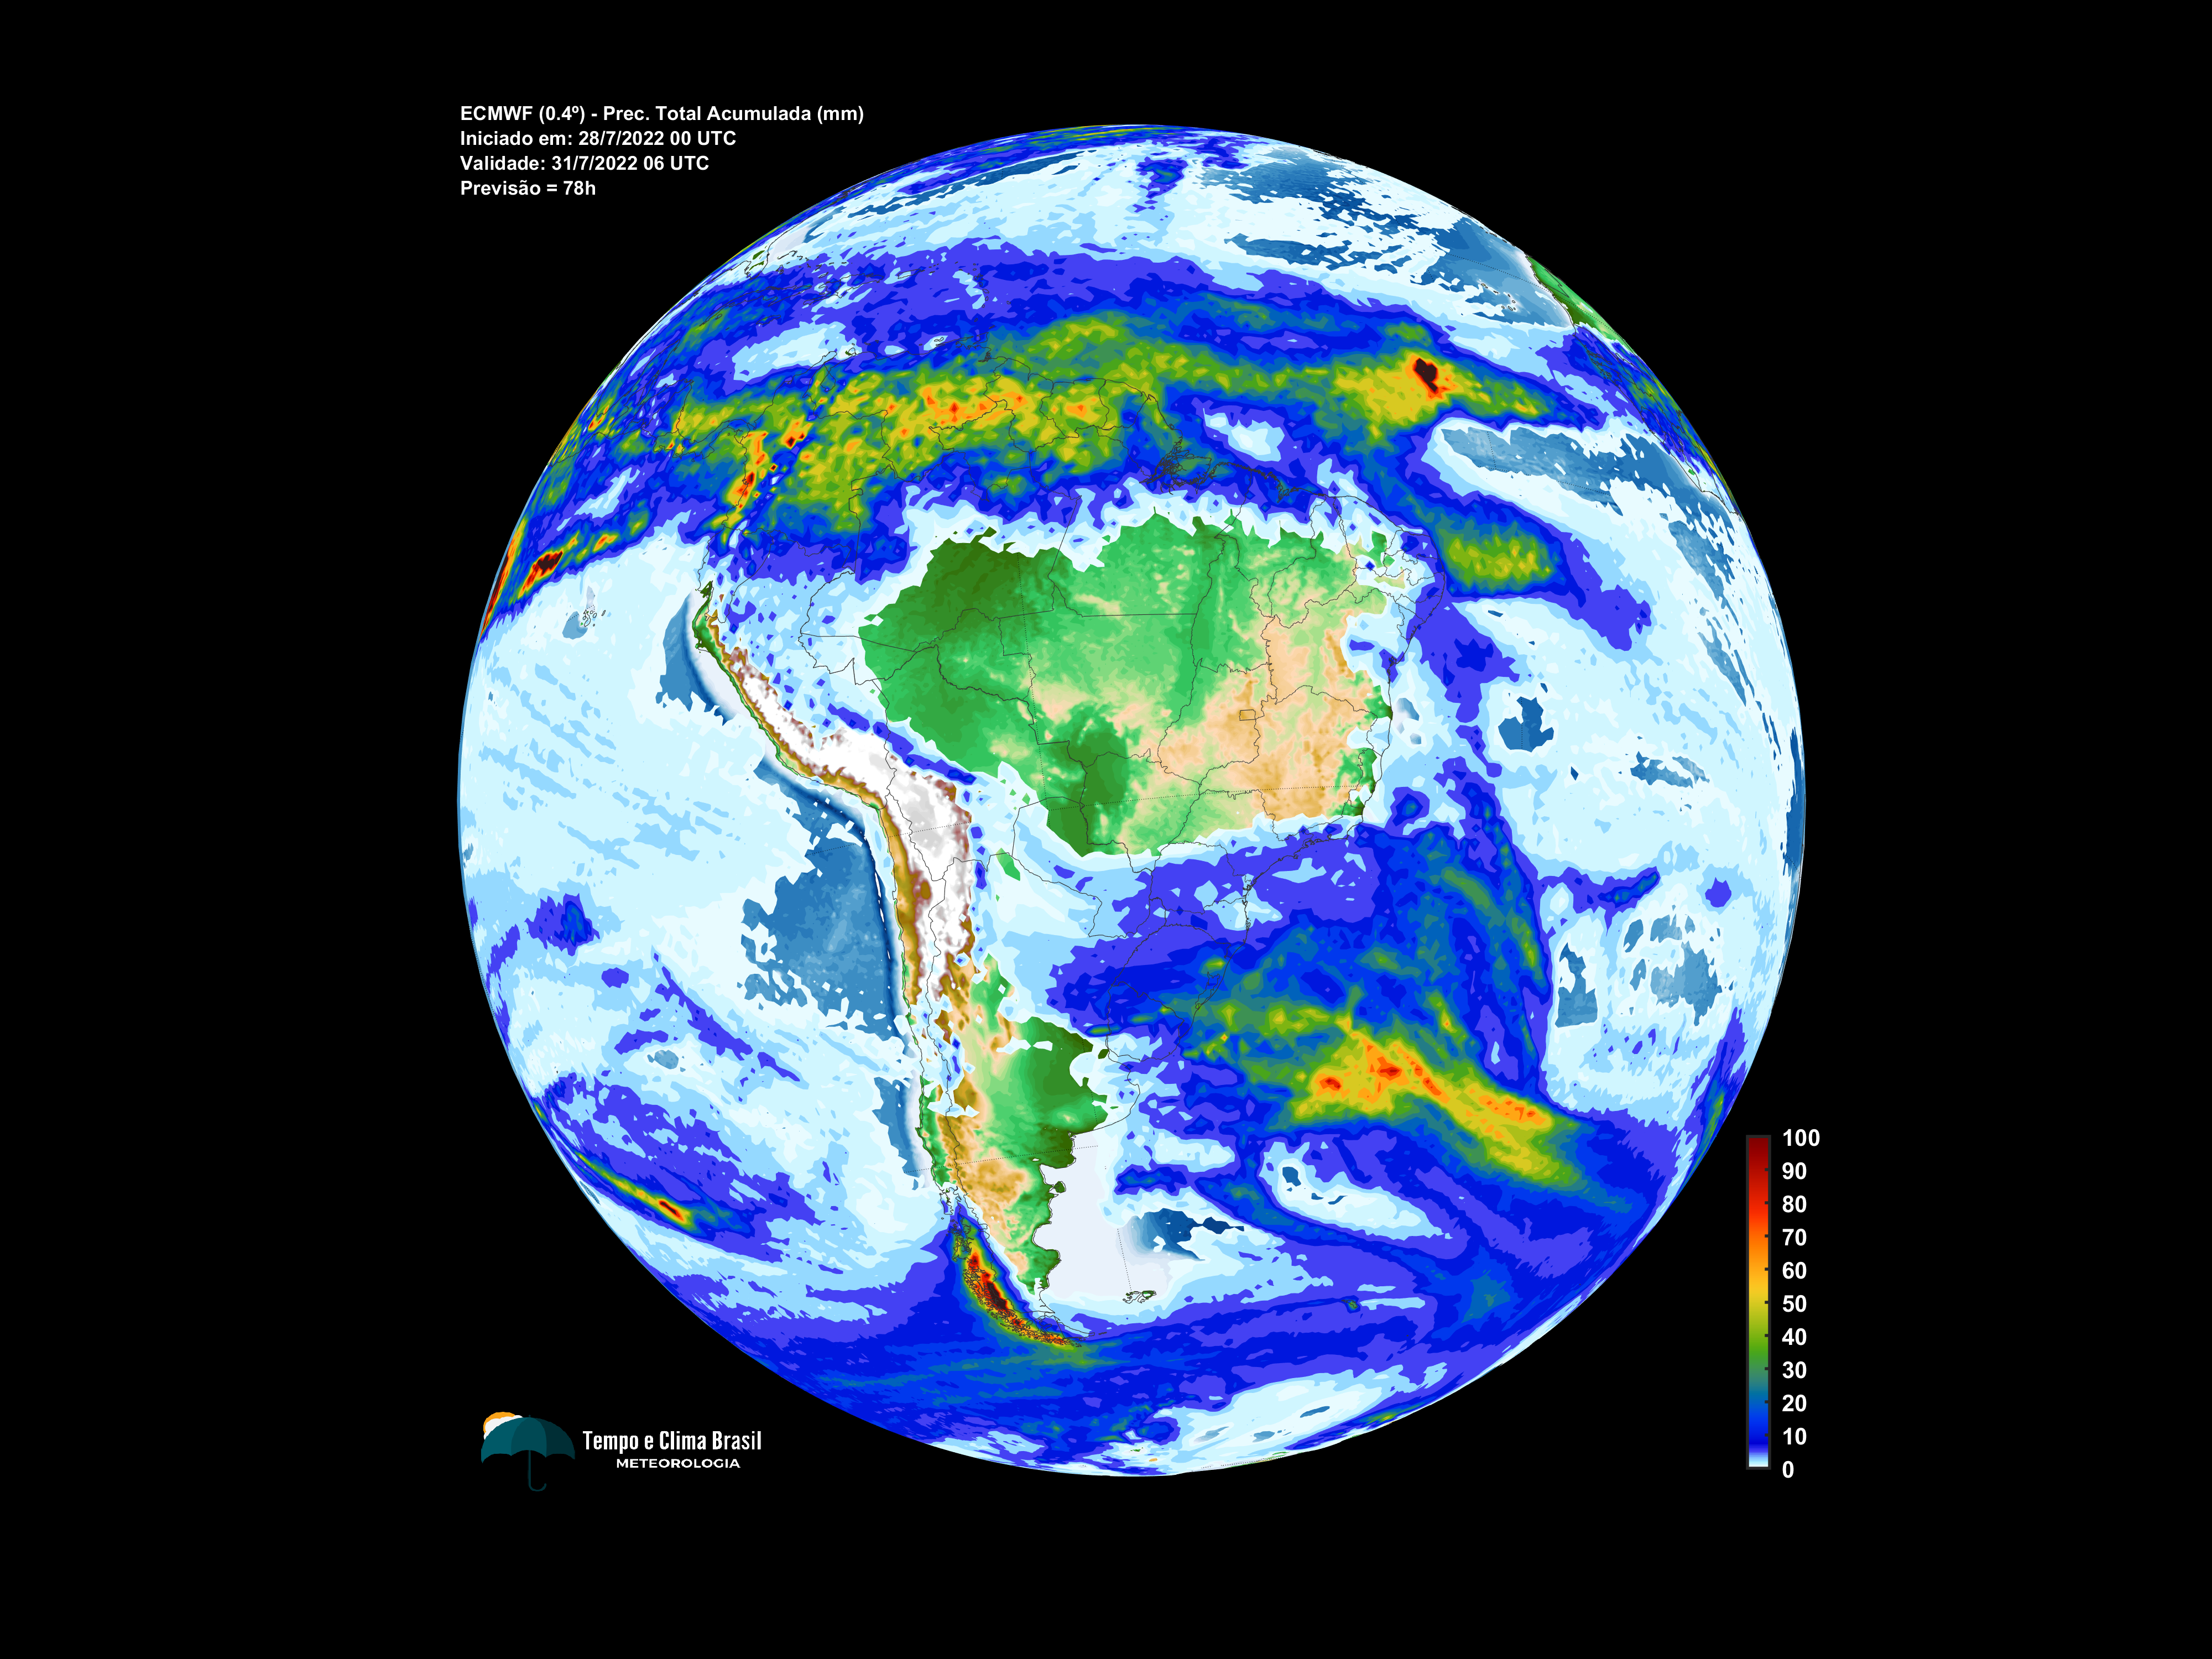 ECMWF (0.4º) - Prec. Total Acumulada (mm)
Iniciado em: 28/7/2022 00 UTC
Validade: 31/7/2022 06 UTC
Previsão = 78h
100
90
80
70
60
50
40
30
20
10
0
Tempo e Clima Brasil
METEOROLOGIA